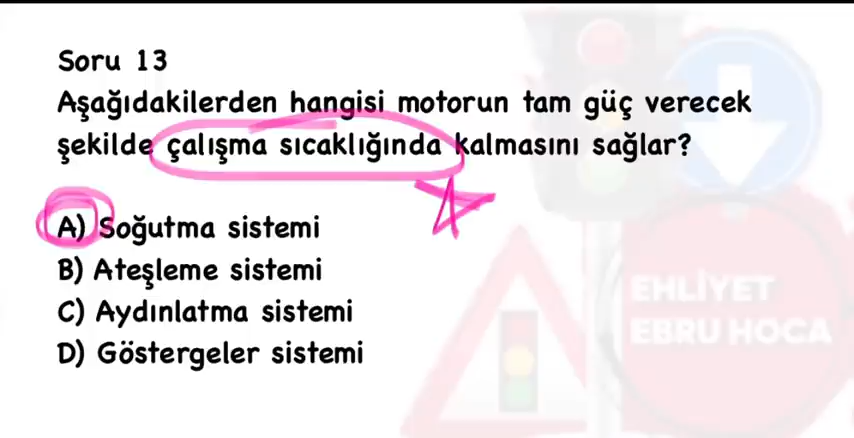 Soru 13
Aşağıdakilerden hangisi motorun tam güç verecek
şekilde çalışma sıcaklığında kalmasını sağlar?
A) Soğutma sistemi
B) Ateşleme sistemi
C) Aydınlatma sistemi
D) Göstergeler sistemi
EHLİYET
EBRU HOCA